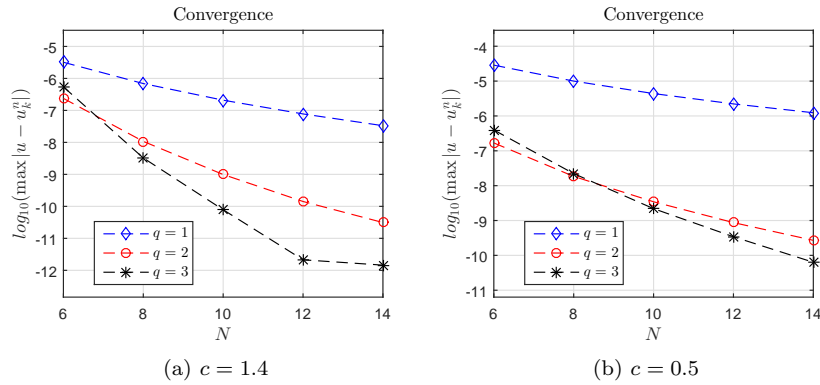 Convergence
-5
-6
-7
-8
-9
-10
-11
-12
log₁₀(max |u − uₖⁿ|)
q = 1
q = 2
q = 3
6 8 10 12 14
N
(a) c = 1.4
Convergence
-4
-5
-6
-7
-8
-9
-10
-11
log₁₀(max |u − uₖⁿ|)
q = 1
q = 2
q = 3
6 8 10 12 14
N
(b) c = 0.5